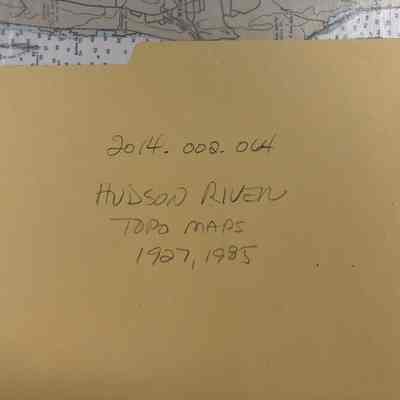 2014.002.064
HUDSON RIVER
TOPO MAPS
1927, 1985